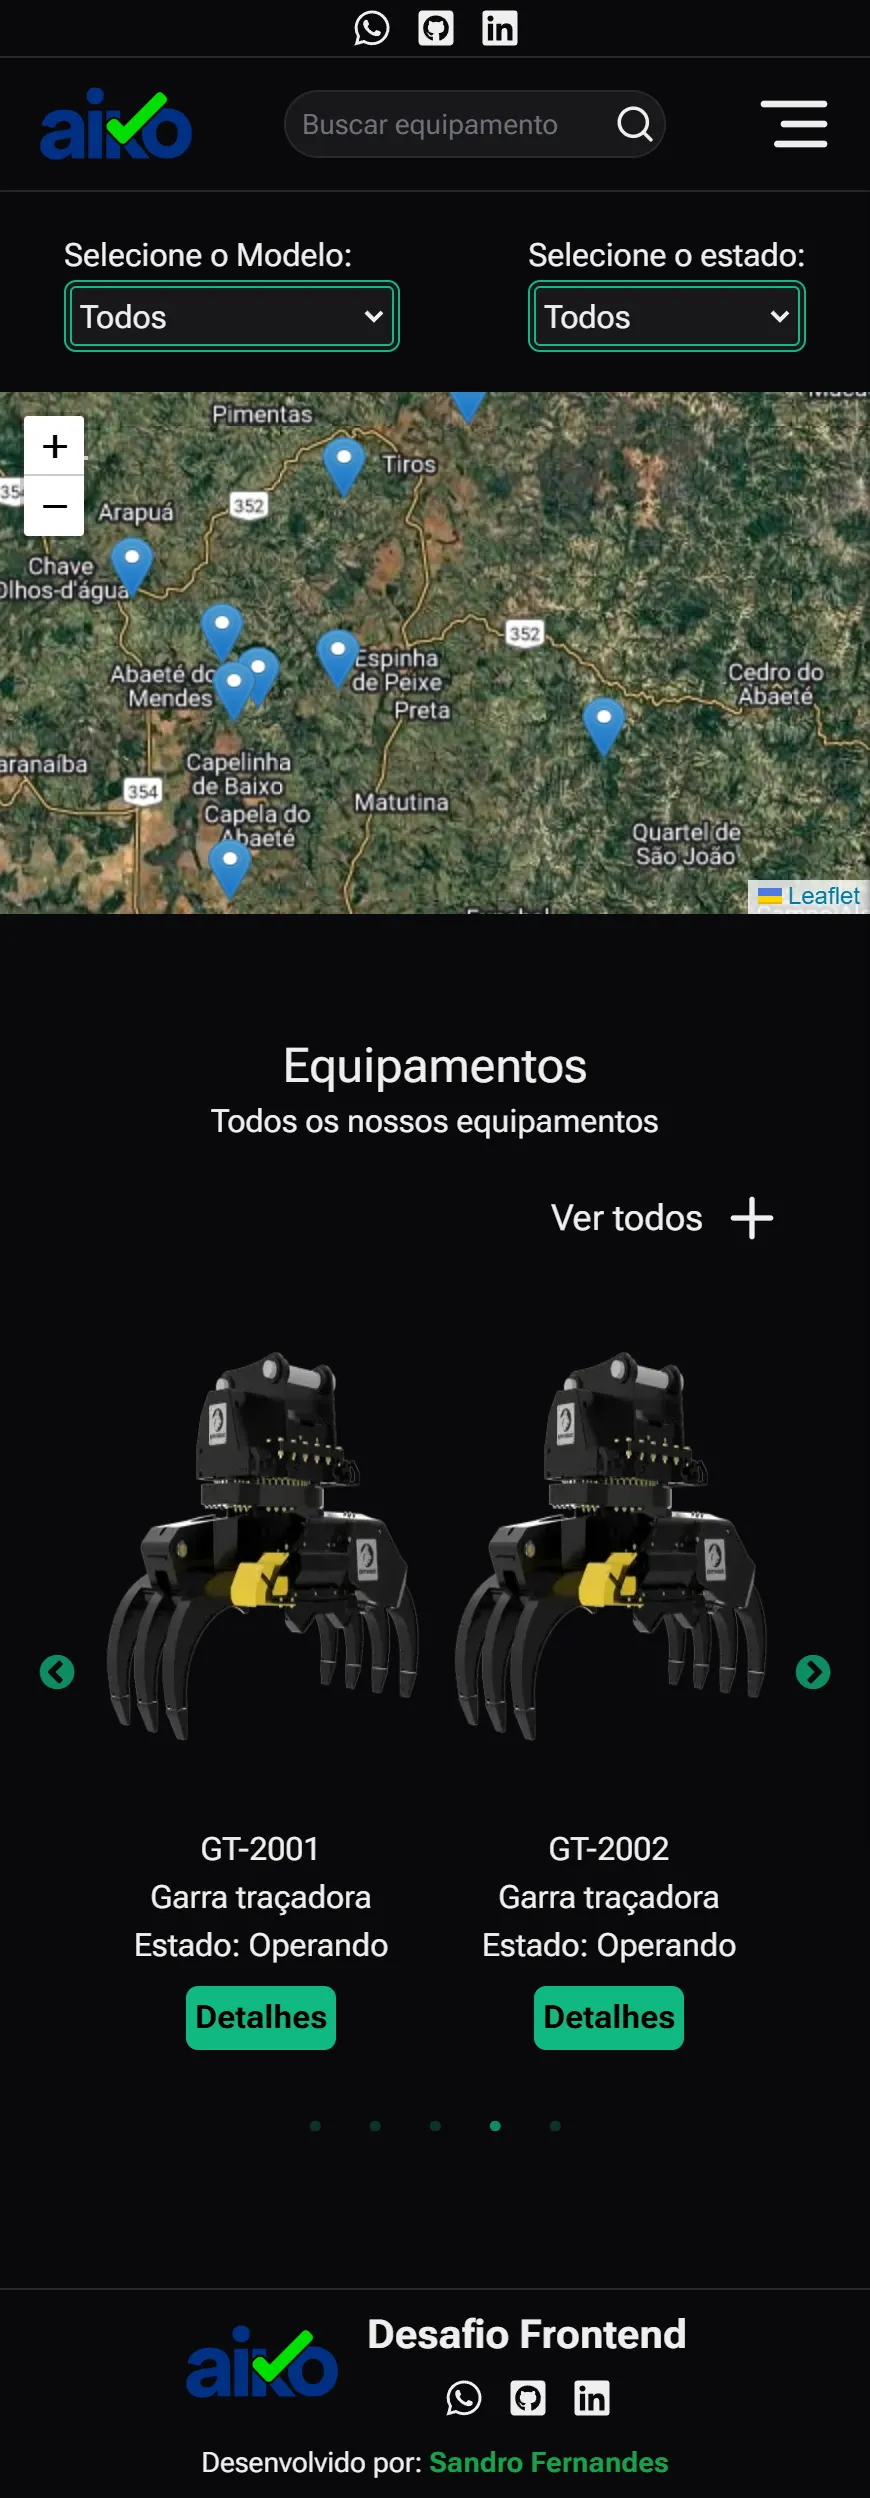 aiko
Buscar equipamento
Selecione o Modelo:
Selecione o estado:
Todos
Todos
+
−
Pimentas
Tiros
352
Arapuá
Chave
Olhos-d'água
352
Abaeté do
Mendes
Espinha
de Peixe
Preta
Cedro do
Abaeté
aranaíba
Capelinha
de Baixo
354
Capela do
Abaeté
Matutina
Quartel de
São João
Leaflet
Equipamentos
Todos os nossos equipamentos
Ver todos
GT-2001
Garra traçadora
Estado: Operando
Detalhes
GT-2002
Garra traçadora
Estado: Operando
Detalhes
aiko
Desafio Frontend
in
Desenvolvido por: Sandro Fernandes